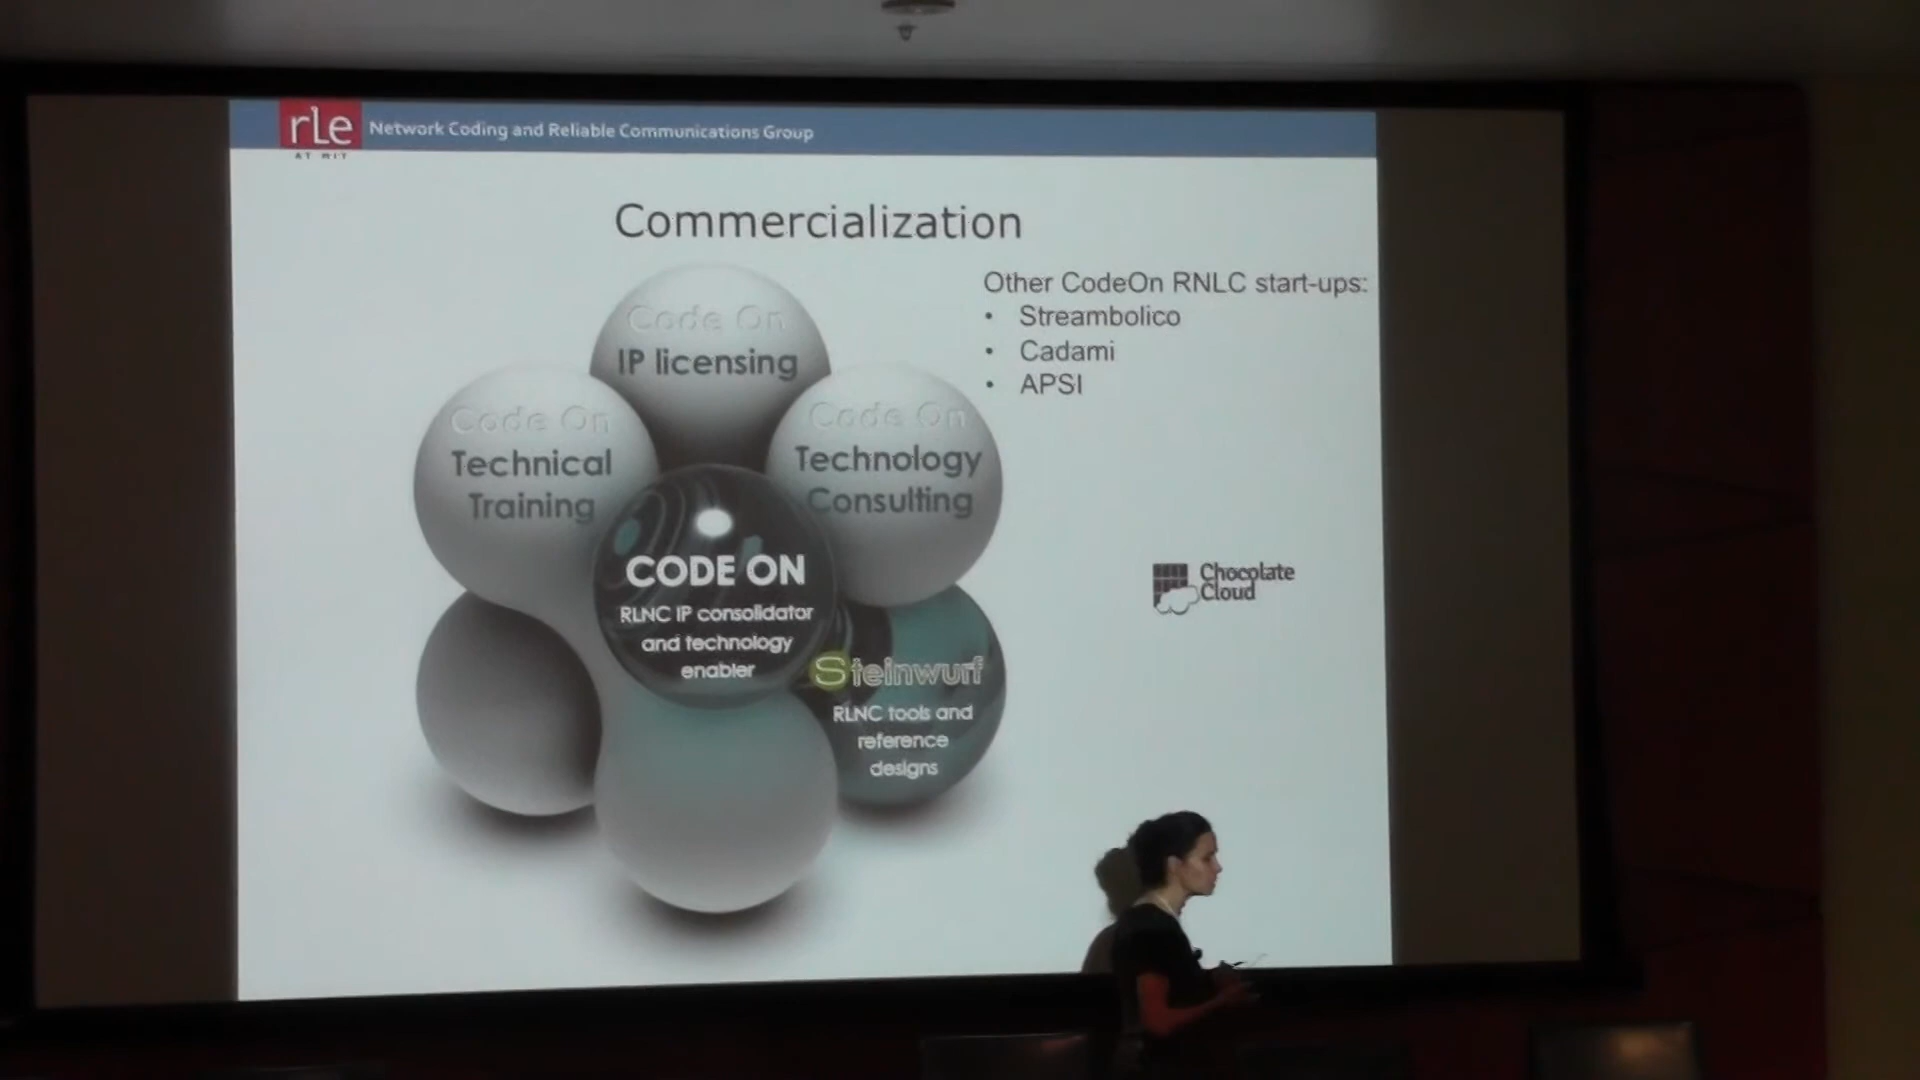 rLe
AT MIT
Network Coding and Reliable Communications Group
Commercialization
Other CodeOn RNLC start-ups:
• Streambolico
• Cadami
• APSI
Code On
IP licensing
Code On
Technical
Training
Code On
Technology
Consulting
CODE ON
RLNC IP consolidator
and technology
enabler
Steinwurf
RLNC tools and
reference
designs
Chocolate
Cloud